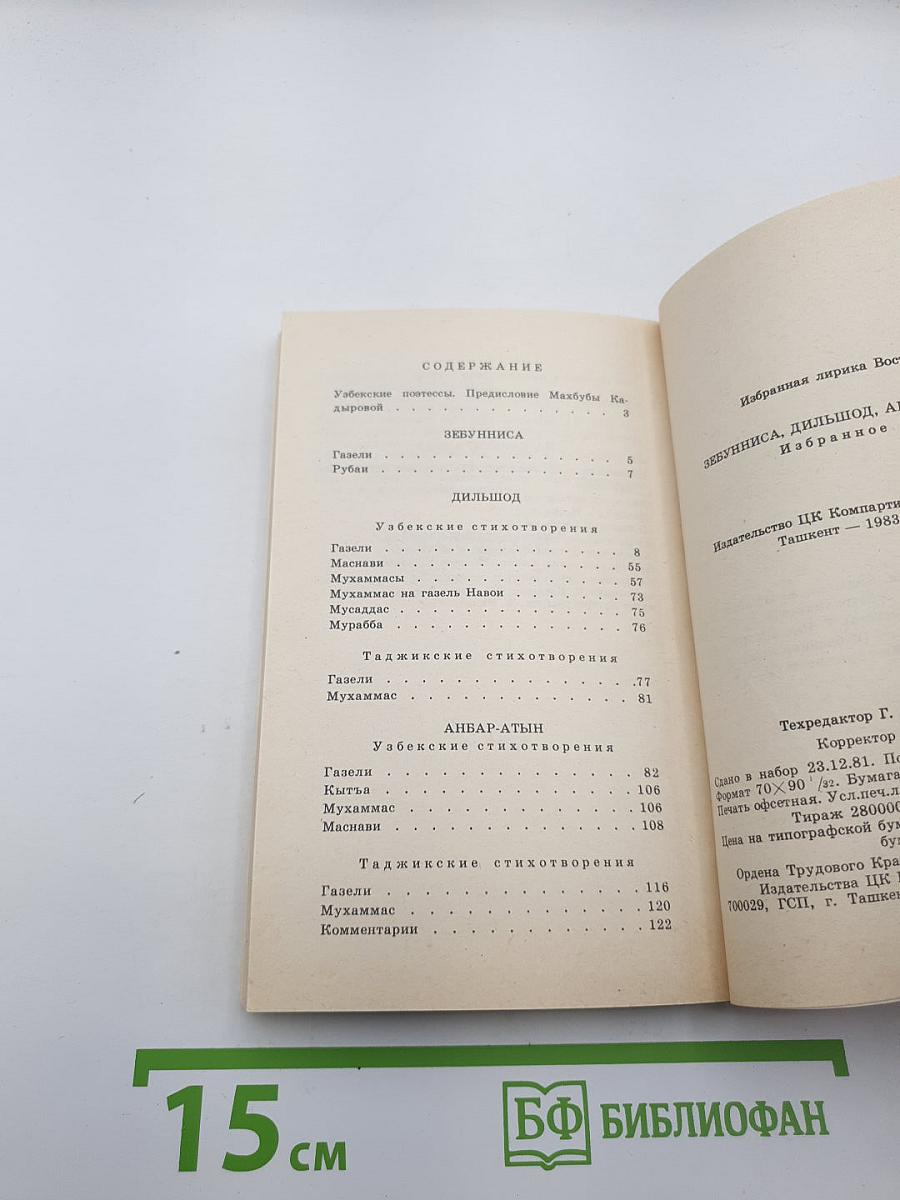 СОДЕРЖАНИЕ
Узбекские поэтессы. Предисловие Махбубы Ка-
дыровой . . . . . . . . . . . . . . 3
ЗЕБУННИСА
Газели . . . . . . . . . . . . . . . 5
Рубаи . . . . . . . . . . . . . . . 7
ДИЛЬШОД
Узбекские стихотворения
Газели . . . . . . . . . . . . . . . 8
Маснави . . . . . . . . . . . . . . 55
Мухаммасы . . . . . . . . . . . . . 57
Мухаммас на газель Навои . . . . . . . 73
Мусаддас . . . . . . . . . . . . . . 75
Мурабба . . . . . . . . . . . . . . 76
Таджикские стихотворения
Газели . . . . . . . . . . . . . . .77
Мухаммас . . . . . . . . . . . . . 81
АНБАР-АТЫН
Узбекские стихотворения
Газели . . . . . . . . . . . . . . 82
Кытъа . . . . . . . . . . . . . . 106
Мухаммас . . . . . . . . . . . . . 106
Маснави . . . . . . . . . . . . . 108
Таджикские стихотворения
Газели . . . . . . . . . . . . . . 116
Мухаммас . . . . . . . . . . . . . 120
Комментарии . . . . . . . . . . . . 122
Избранная лирика Вост
ЗЕБУННИСА, ДИЛЬШОД, АН
Избранное
Издательство ЦК Компарти
Ташкент — 1983
Техредактор Г.
Корректор
Сдано в набор 23.12.81. По
Формат 70×90 1/32. Бумага
Печать офсетная. Усл.печ.л.
Тираж 280000
Цена на типографской бум
бум
Ордена Трудового Кра
Издательства ЦК К
700029, ГСП, г. Ташкен
15 см
БФ БИБЛИОФАН